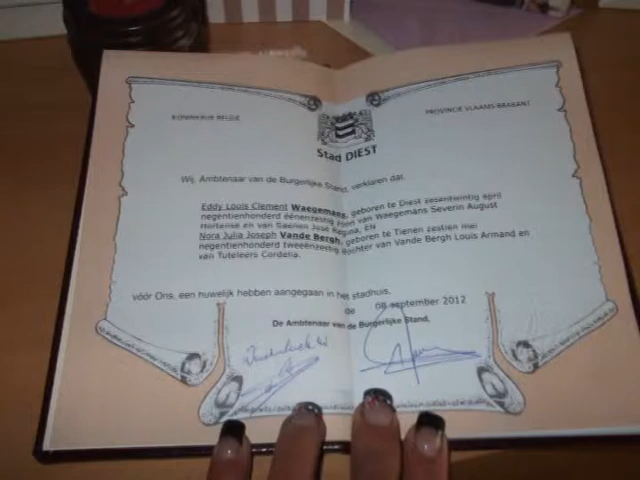 KONINKRIJK BELGIË
PROVINCIE VLAAMS-BRABANT
Stad DIEST
Wij, Ambtenaar van de Burgerlijke Stand, verklaren dat:
Eddy Louis Clement Waegemans, geboren te Diest zesentwintig april
negentienhonderd éénenzestig zoon van Waegemans Severin August
Hortense en van José Regina, EN
Nora Julia Joseph Vande Bergh, geboren te Tienen zestien mei
negentienhonderd tweeënzestig dochter van Vande Bergh Louis Armand en
van Tuteleers Cordelia.
vóór Ons, een huwelijk hebben aangegaan in het stadhuis,
de 08 september 2012
De Ambtenaar van de Burgerlijke Stand,